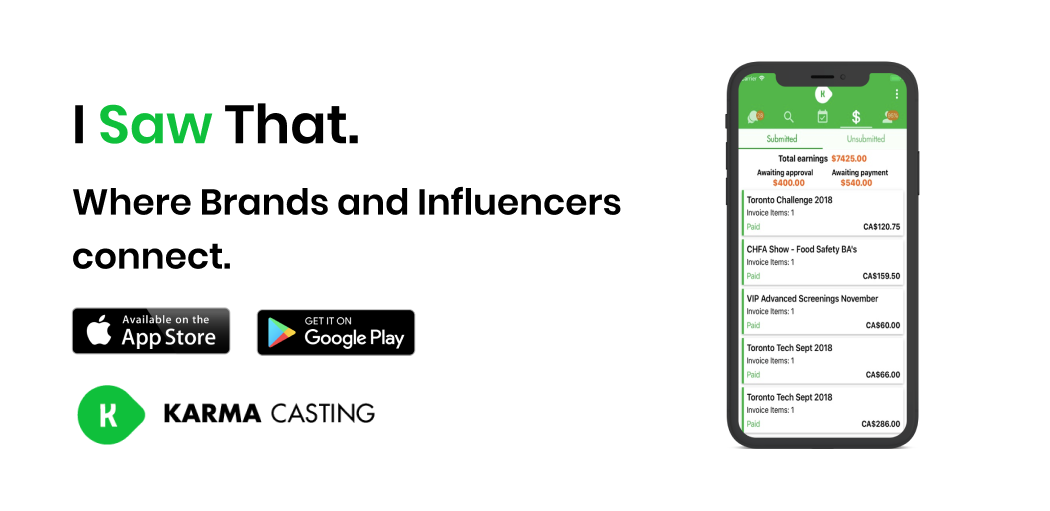 I Saw That.
Where Brands and Influencers
connect.
Available on the
App Store
GET IT ON
Google Play
K
KARMA CASTING
K
$
Submitted
Unsubmitted
Total earnings $7425.00
Awaiting approval
Awaiting payment
$400.00
$540.00
Toronto Challenge 2018
Invoice Items: 1
Paid
CA$120.75
CHFA Show - Food Safety BA's
Invoice Items: 1
Paid
CA$159.50
VIP Advanced Screenings November
Invoice Items: 1
Paid
CA$60.00
Toronto Tech Sept 2018
Invoice Items: 1
Paid
CA$66.00
Toronto Tech Sept 2018
Invoice Items: 1
Paid
CA$286.00